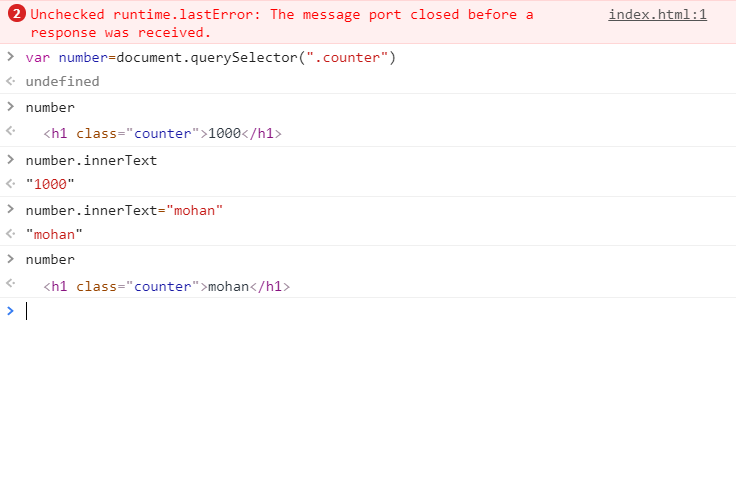 2 Unchecked runtime.lastError: The message port closed before a index.html:1
response was received.
> var number=document.querySelector(".counter")
undefined
> number
<h1 class="counter">1000</h1>
> number.innerText
"1000"
> number.innerText="mohan"
"mohan"
> number
<h1 class="counter">mohan</h1>
>